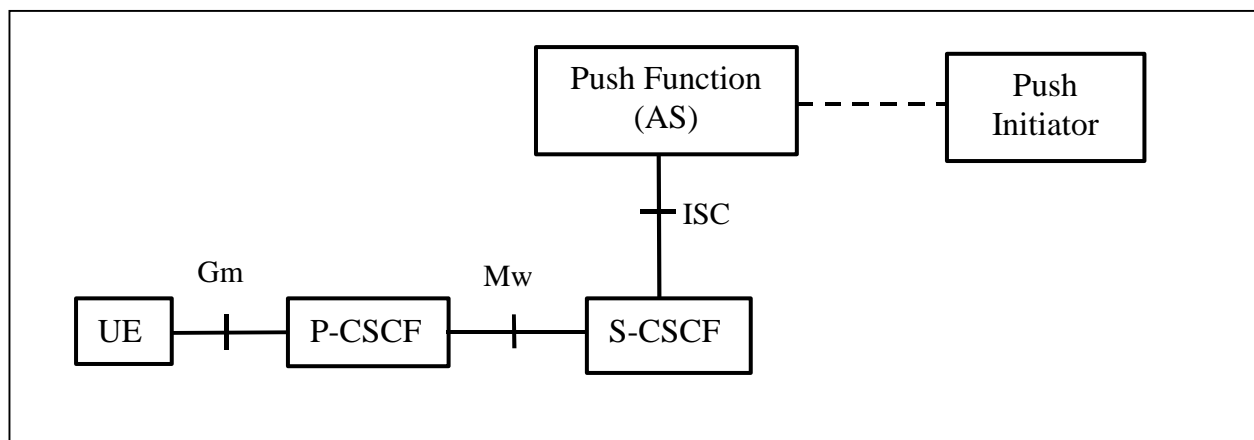 Push Function
(AS)
Push
Initiator
ISC
Gm
Mw
UE
P-CSCF
S-CSCF